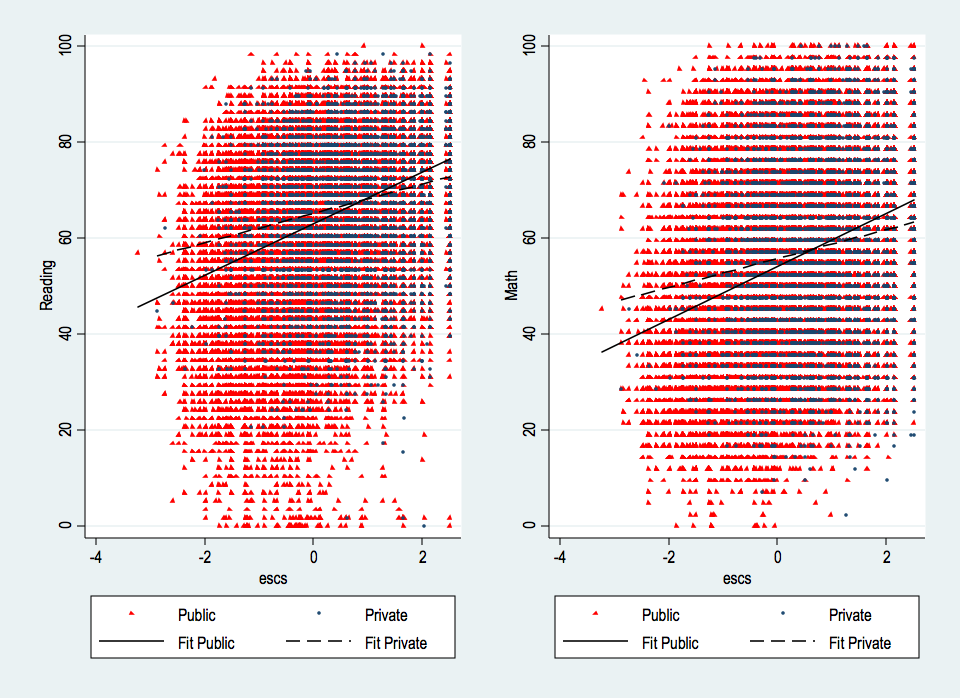 100
80
60
40
20
0
Reading
-4 -2 0 2
escs
Public Private
Fit Public Fit Private
100
80
60
40
20
0
Math
-4 -2 0 2
escs
Public Private
Fit Public Fit Private